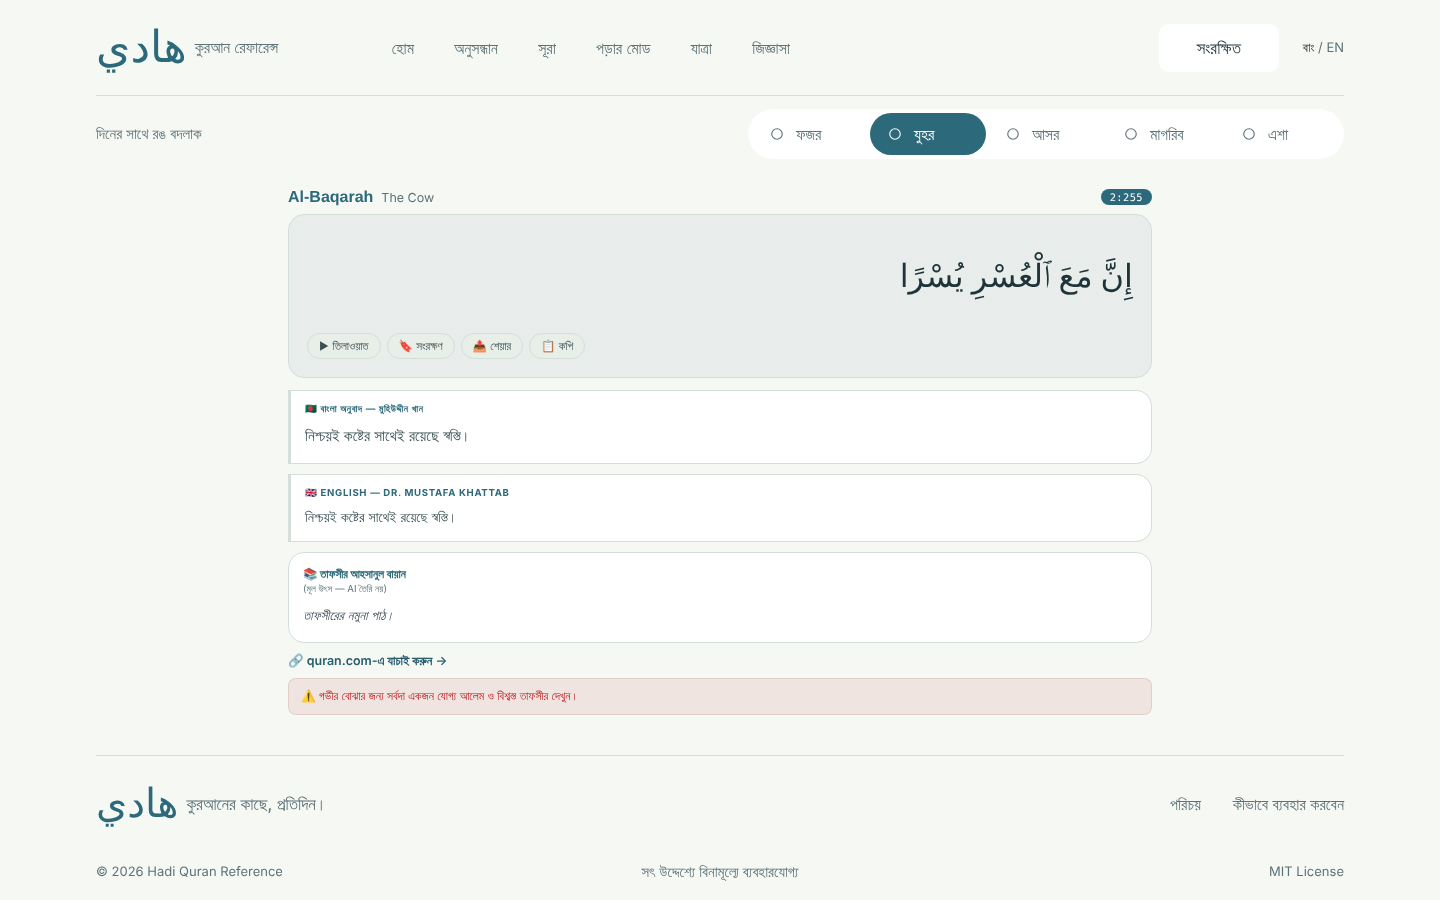 هادي কুরআন রেফারেন্স হোম অনুসন্ধান সূরা পড়ার মোড যাত্রা জিজ্ঞাসা সংরক্ষিত বাং / EN
দিনের সাথে রঙ বদলাক ফজর যুহর আসর মাগরিব এশা
Al-Baqarah The Cow 2:255
إِنَّ مَعَ ٱلْعُسْرِ يُسْرًا
▶ তিলাওয়াত 🔖 সংরক্ষণ 📤 শেয়ার 📋 কপি
🇧🇩 বাংলা অনুবাদ — মুহিউদ্দীন খান
নিশ্চয়ই কষ্টের সাথেই রয়েছে স্বস্তি।
🇬🇧 ENGLISH — DR. MUSTAFA KHATTAB
নিশ্চয়ই কষ্টের সাথেই রয়েছে স্বস্তি।
📚 তাফসীর আহসানুল বায়ান
(মূল উৎস — AI তৈরি নয়)
তাফসীরের নমুনা পাঠ।
🔗 quran.com-এ যাচাই করুন →
⚠️ গভীর বোঝার জন্য সর্বদা একজন যোগ্য আলেম ও বিশ্বস্ত তাফসীর দেখুন।
هادي কুরআনের কাছে, প্রতিদিন। পরিচয় কীভাবে ব্যবহার করবেন
© 2026 Hadi Quran Reference সৎ উদ্দেশ্যে বিনামূল্যে ব্যবহারযোগ্য MIT License